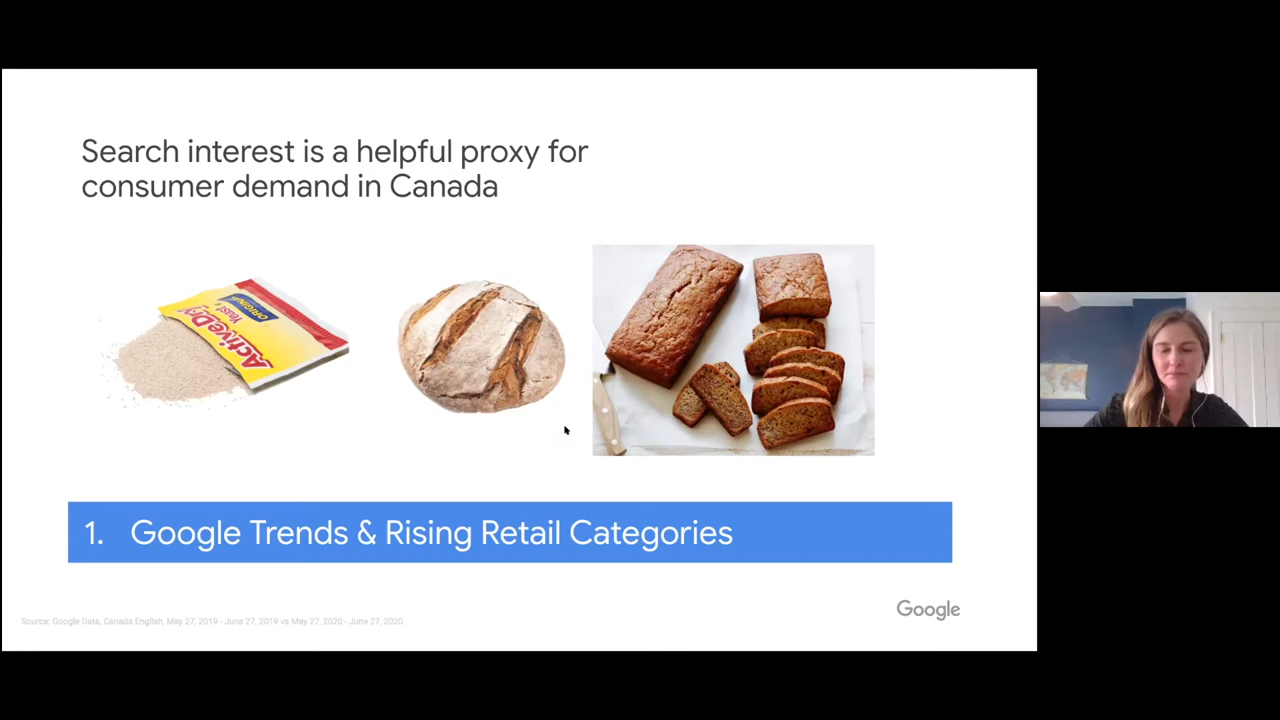 Search interest is a helpful proxy for
consumer demand in Canada
ORIGINAL
Yeast
ActiveDry
1. Google Trends & Rising Retail Categories
Google
Source: Google Data, Canada English, May 27, 2019 - June 27, 2019 vs May 27, 2020 - June 27, 2020